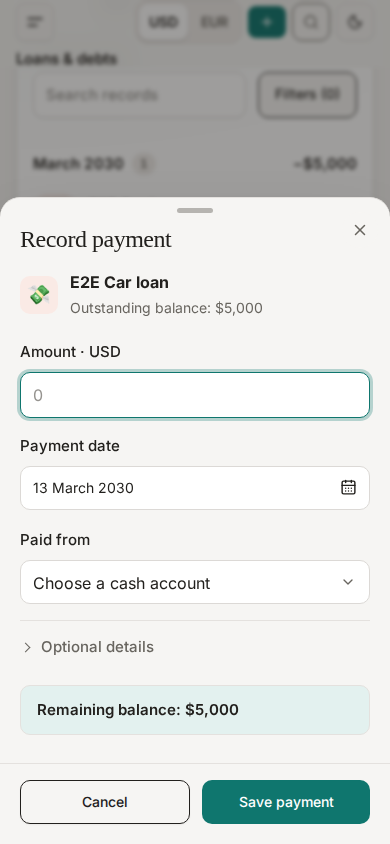 USD EUR
Loans & debts
Search records Filters
March 2030 -$5,000
Record payment
E2E Car loan
Outstanding balance: $5,000
Amount · USD
0
Payment date
13 March 2030
Paid from
Choose a cash account
Optional details
Remaining balance: $5,000
Cancel Save payment